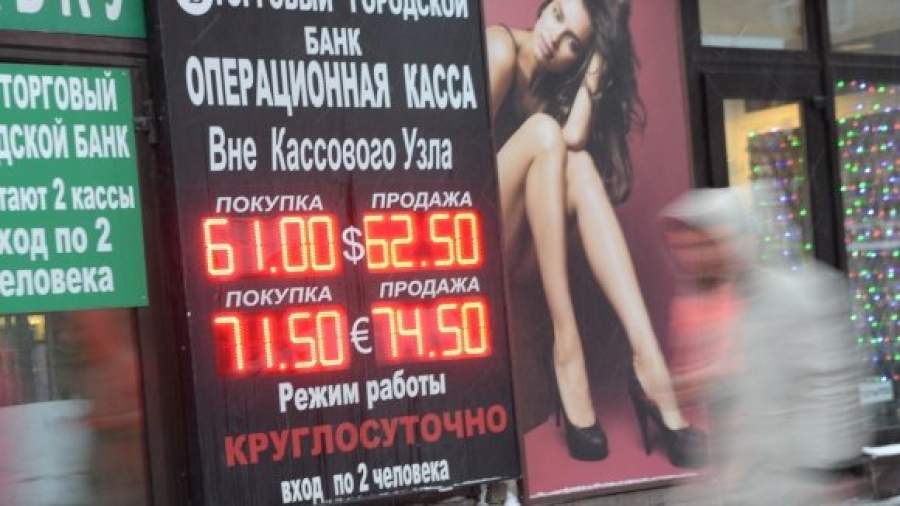 ТОРГОВЫЙ ГОРОДСКОЙ
БАНК
ОПЕРАЦИОННАЯ КАССА
Вне Кассового Узла
ПОКУПКА ПРОДАЖА
61.00 $ 62.50
ПОКУПКА ПРОДАЖА
71.50 € 74.50
Режим работы
КРУГЛОСУТОЧНО
вход по 2 человека
ТОРГОВЫЙ
ДСКОЙ БАНК
тают 2 кассы
ход по 2
человека